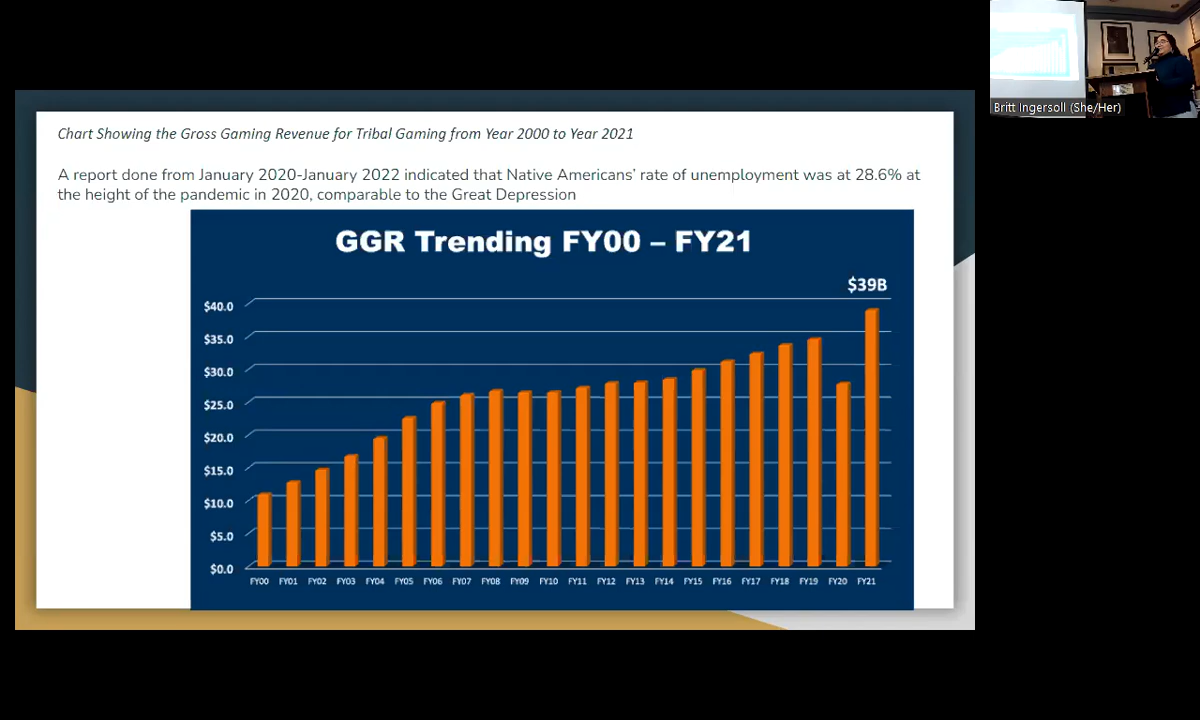 Chart Showing the Gross Gaming Revenue for Tribal Gaming from Year 2000 to Year 2021
A report done from January 2020-January 2022 indicated that Native Americans’ rate of unemployment was at 28.6% at
the height of the pandemic in 2020, comparable to the Great Depression
GGR Trending FY00 – FY21
$39B
$40.0
$35.0
$30.0
$25.0
$20.0
$15.0
$10.0
$5.0
$0.0
FY00 FY01 FY02 FY03 FY04 FY05 FY06 FY07 FY08 FY09 FY10 FY11 FY12 FY13 FY14 FY15 FY16 FY17 FY18 FY19 FY20 FY21
Britt Ingersoll (She/Her)